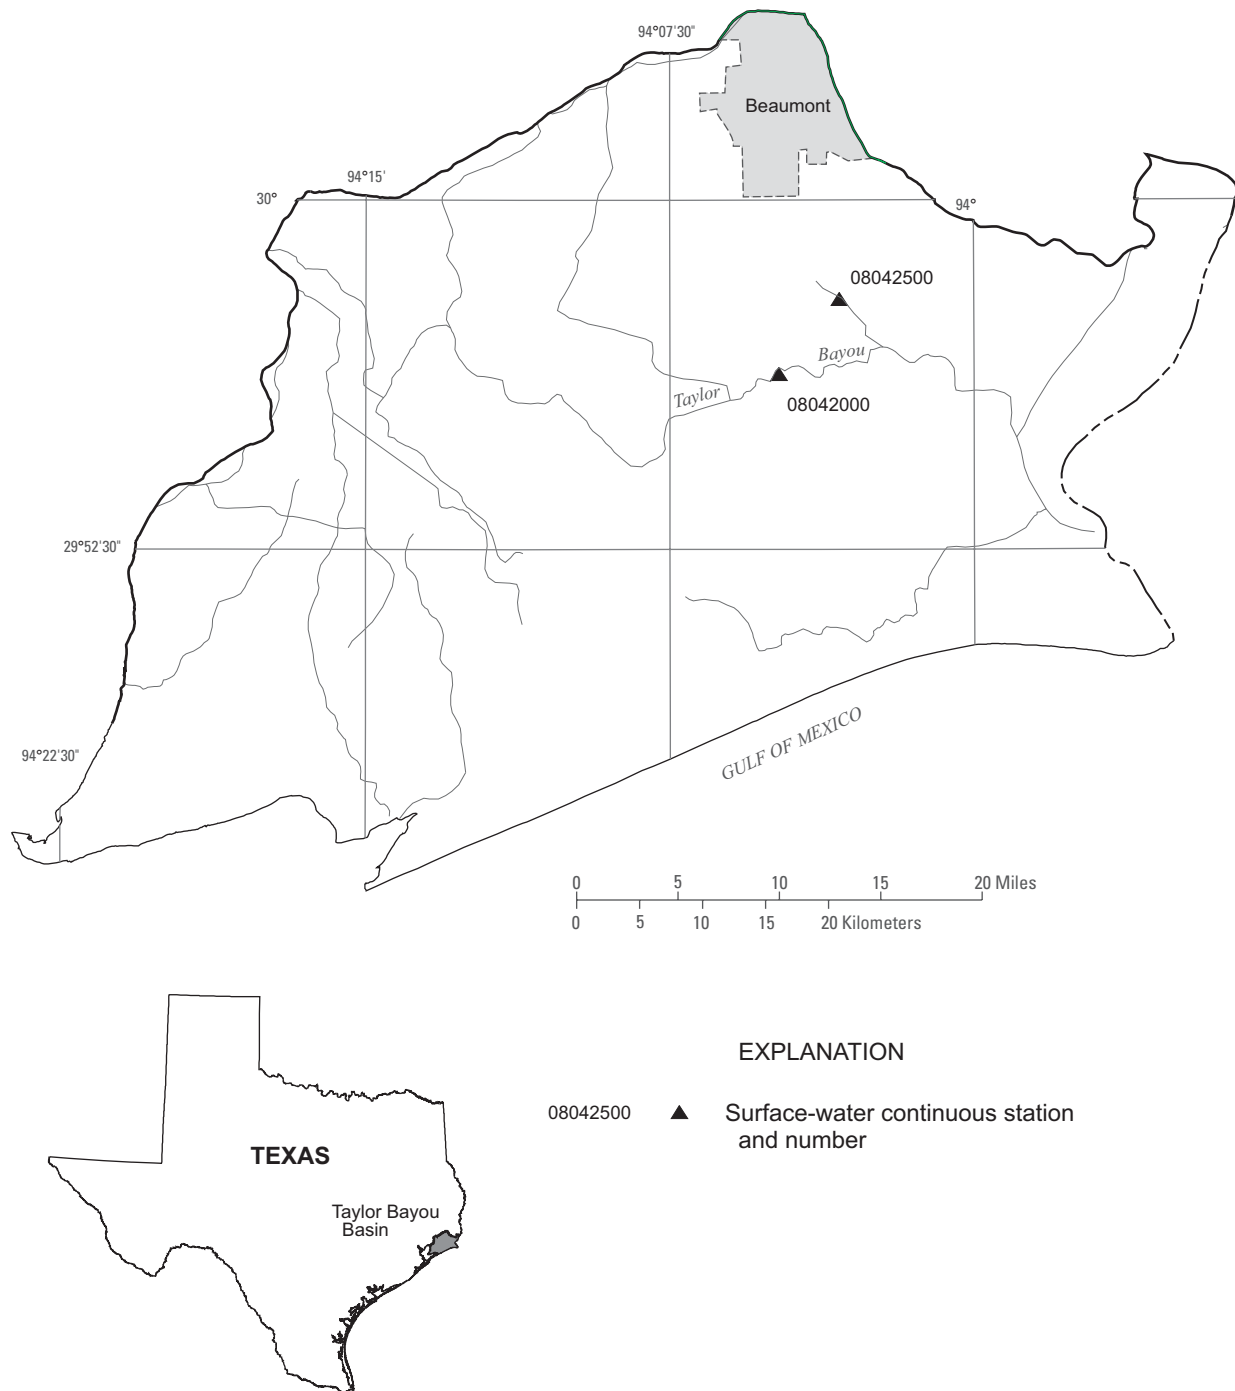 94°07'30"
Beaumont
94°15'
30°
94°
08042500
Bayou
Taylor
08042000
29°52'30"
94°22'30"
GULF OF MEXICO
0 5 10 15 20 Miles
0 5 10 15 20 Kilometers
EXPLANATION
08042500 Surface-water continuous station
and number
TEXAS
Taylor Bayou
Basin